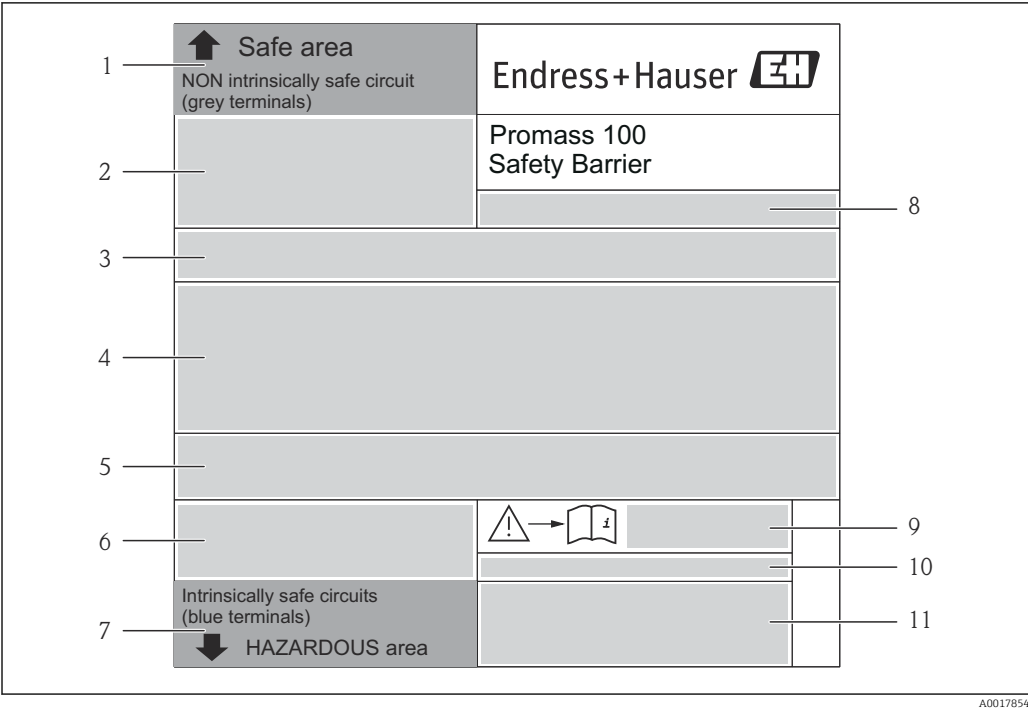 1
Safe area
NON intrinsically safe circuit
(grey terminals)
Endress+Hauser EH
Promass 100
Safety Barrier
2
8
3
4
5
6
i
9
10
Intrinsically safe circuits
(blue terminals)
7
HAZARDOUS area
11
A0017854